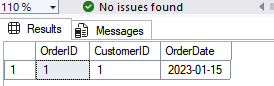 110 % No issues found
Results Messages
OrderID CustomerID OrderDate
1 1 1 2023-01-15